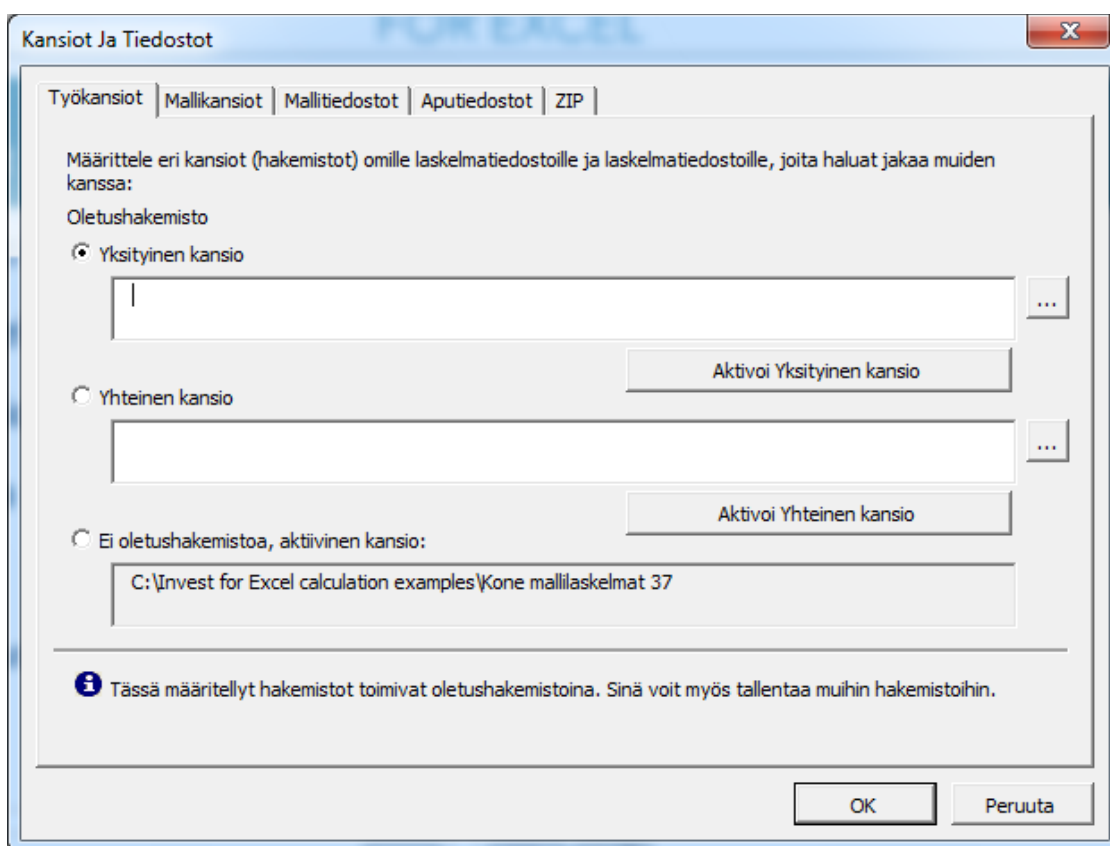 FOR EXCEL
Kansiot Ja Tiedostot
Työkansiot Mallikansiot Mallitiedostot Aputiedostot ZIP
Määrittele eri kansiot (hakemistot) omille laskelmatiedostoille ja laskelmatiedostoille, joita haluat jakaa muiden
kanssa:
Oletushakemisto
Yksityinen kansio
...
Aktivoi Yksityinen kansio
Yhteinen kansio
...
Aktivoi Yhteinen kansio
Ei oletushakemistoa, aktiivinen kansio:
C:\Invest for Excel calculation examples\Kone mallilaskelmat 37
Tässä määritellyt hakemistot toimivat oletushakemistoina. Sinä voit myös tallentaa muihin hakemistoihin.
OK Peruuta